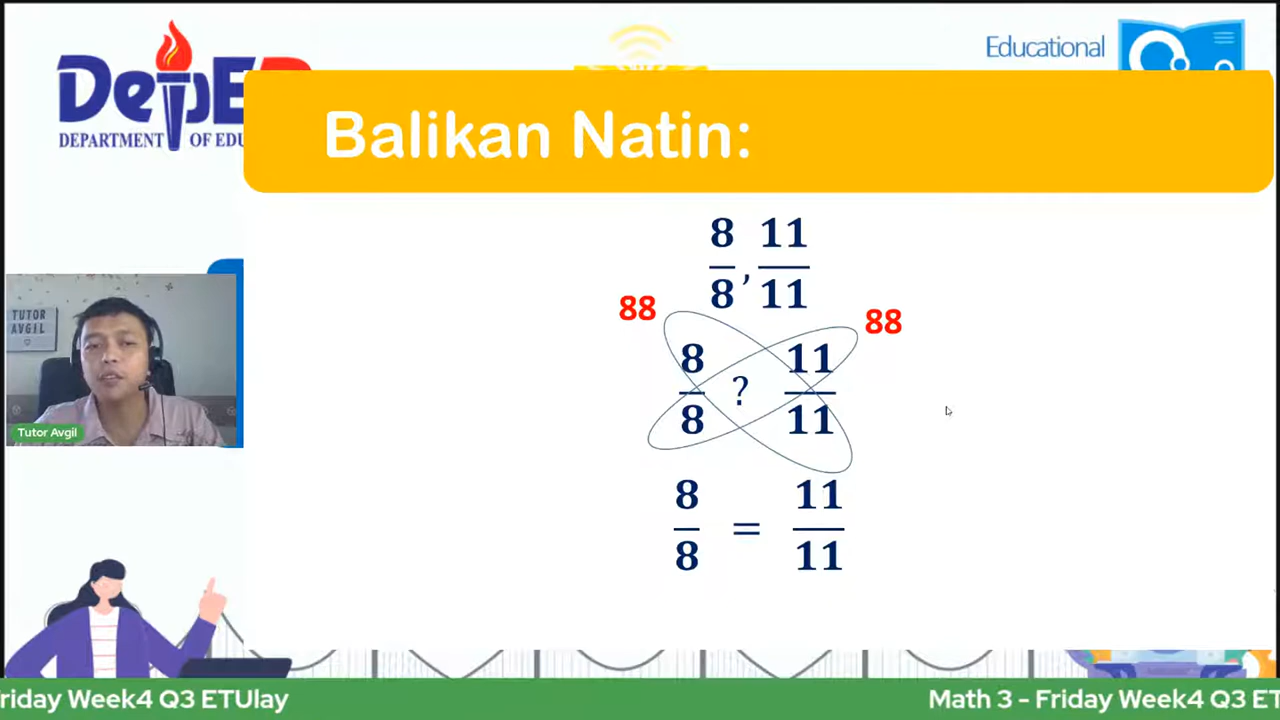 DepED
DEPARTMENT OF EDU
Educational
Balikan Natin:
8/8, 11/11
88 88
8/8 ? 11/11
8/8 = 11/11
TUTOR
AVGIL
Tutor Avgil
riday Week4 Q3 ETUlay
Math 3 - Friday Week4 Q3 ET